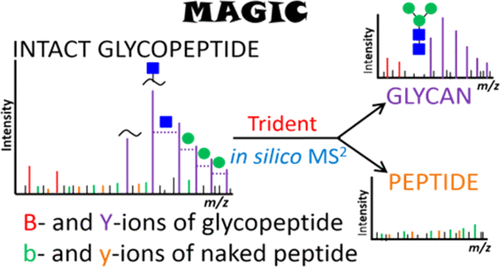 MAGIC
INTACT GLYCOPEPTIDE
Intensity
m/z
Trident
in silico MS²
Intensity
m/z
GLYCAN
PEPTIDE
Intensity
m/z
B- and Y-ions of glycopeptide
b- and y-ions of naked peptide